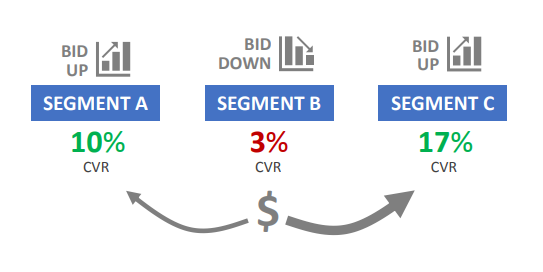 BID
UP
BID
DOWN
BID
UP
SEGMENT A
SEGMENT B
SEGMENT C
10%
3%
17%
CVR
CVR
CVR
$